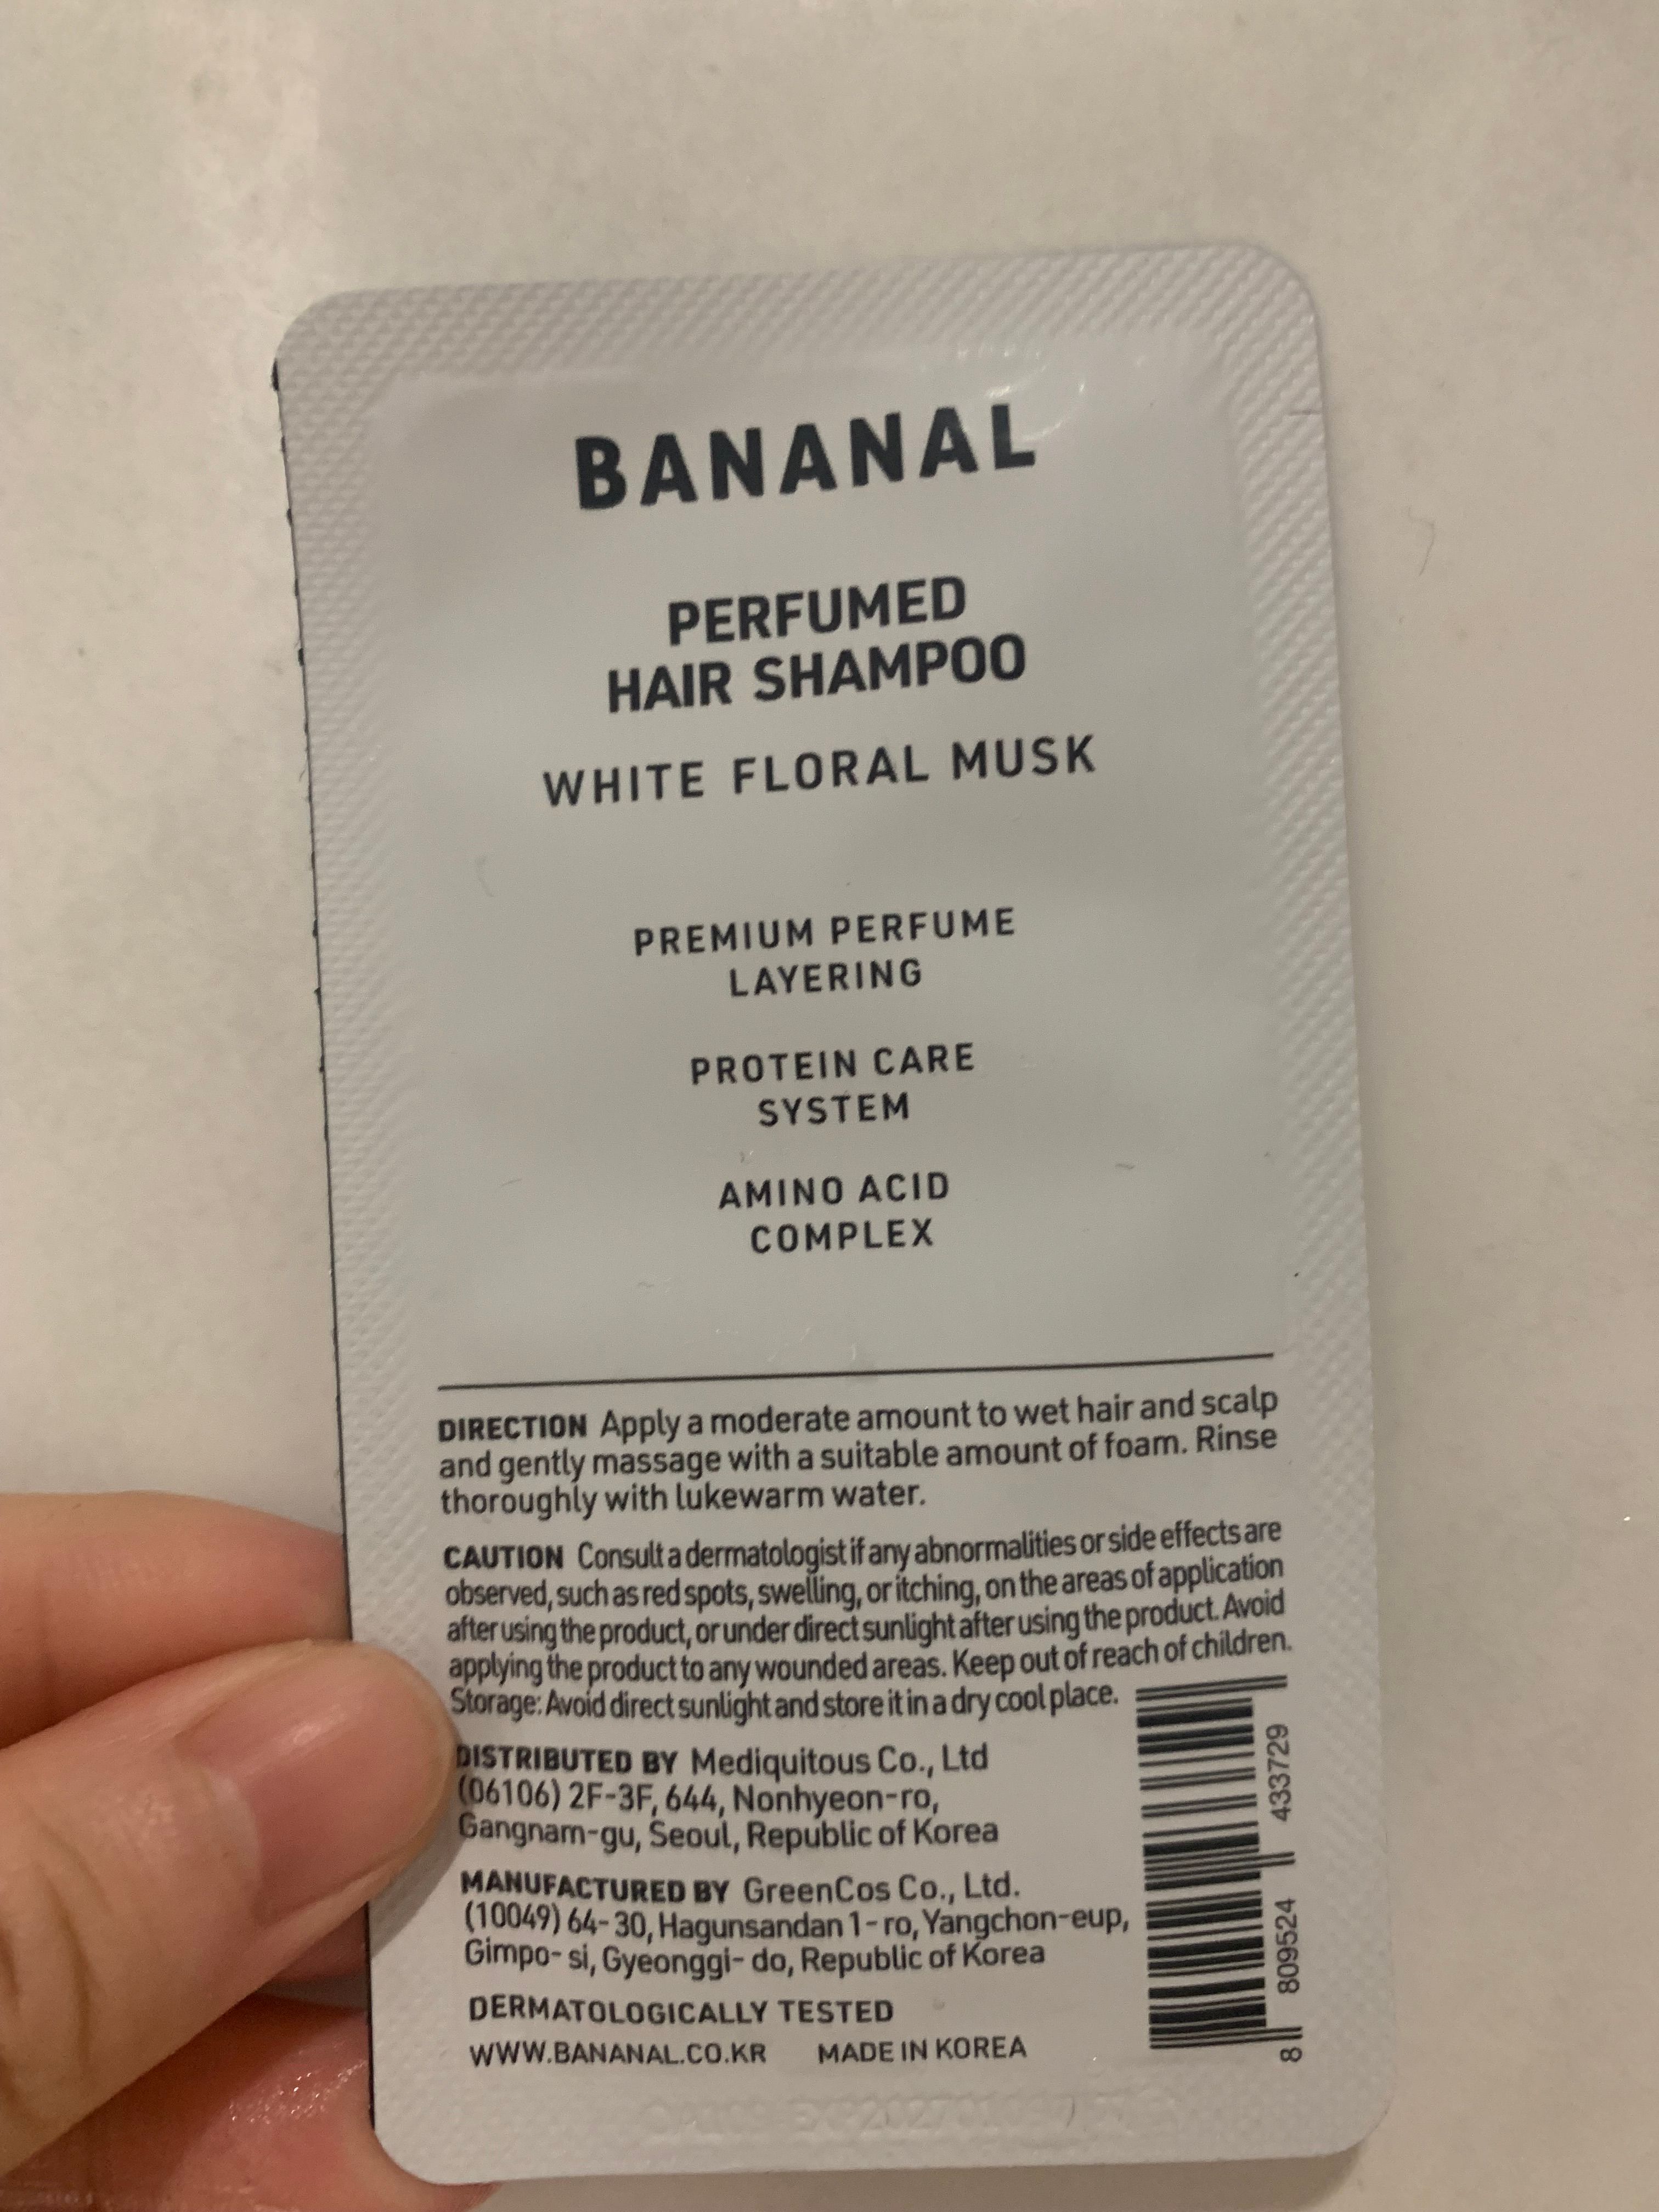 BANANAL
PERFUMED
HAIR SHAMPOO
WHITE FLORAL MUSK
PREMIUM PERFUME
LAYERING
PROTEIN CARE
SYSTEM
AMINO ACID
COMPLEX
DIRECTION Apply a moderate amount to wet hair and scalp
and gently massage with a suitable amount of foam. Rinse
thoroughly with lukewarm water.
CAUTION Consult a dermatologist if any abnormalities or side effects are
observed, such as red spots, swelling, or itching, on the areas of application
after using the product, or under direct sunlight after using the product. Avoid
applying the product to any wounded areas. Keep out of reach of children.
Storage: Avoid direct sunlight and store it in a dry cool place.
DISTRIBUTED BY Mediquitous Co., Ltd
(06106) 2F-3F, 644, Nonhyeon-ro,
Gangnam-gu, Seoul, Republic of Korea
MANUFACTURED BY GreenCos Co., Ltd.
(10049) 64-30, Hagunsandan 1-ro, Yangchon-eup,
Gimpo-si, Gyeonggi-do, Republic of Korea
DERMATOLOGICALLY TESTED
WWW.BANANAL.CO.KR MADE IN KOREA
8 809524 433729